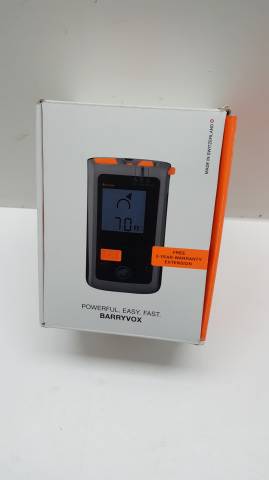 MADE IN SWITZERLAND
70
FREE
2-YEAR-WARRANTY
EXTENSION
POWERFUL. EASY. FAST.
BARRYVOX